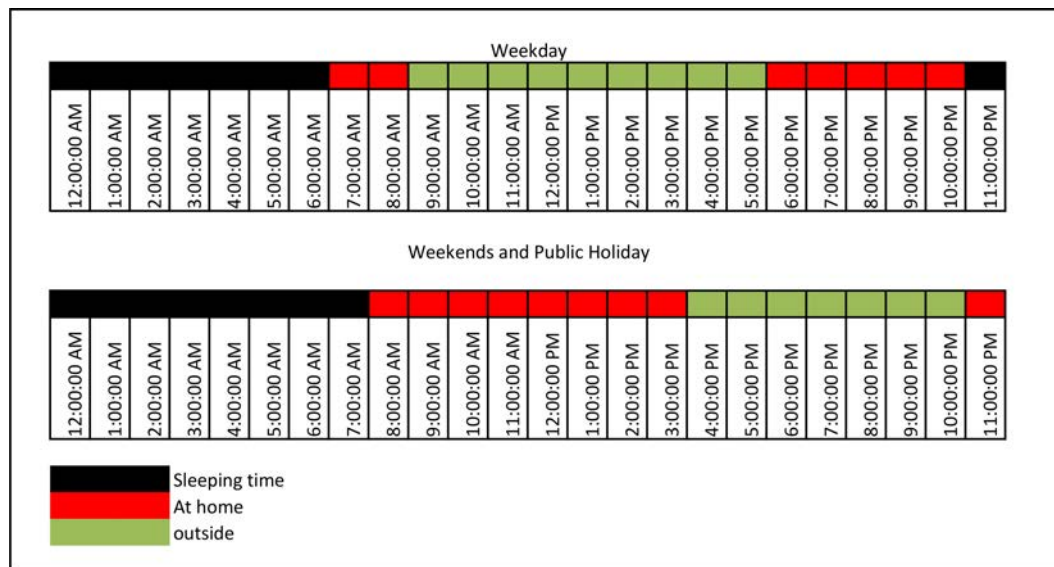 Weekday
12:00:00 AM
1:00:00 AM
2:00:00 AM
3:00:00 AM
4:00:00 AM
5:00:00 AM
6:00:00 AM
7:00:00 AM
8:00:00 AM
9:00:00 AM
10:00:00 AM
11:00:00 AM
12:00:00 PM
1:00:00 PM
2:00:00 PM
3:00:00 PM
4:00:00 PM
5:00:00 PM
6:00:00 PM
7:00:00 PM
8:00:00 PM
9:00:00 PM
10:00:00 PM
11:00:00 PM
Weekends and Public Holiday
12:00:00 AM
1:00:00 AM
2:00:00 AM
3:00:00 AM
4:00:00 AM
5:00:00 AM
6:00:00 AM
7:00:00 AM
8:00:00 AM
9:00:00 AM
10:00:00 AM
11:00:00 AM
12:00:00 PM
1:00:00 PM
2:00:00 PM
3:00:00 PM
4:00:00 PM
5:00:00 PM
6:00:00 PM
7:00:00 PM
8:00:00 PM
9:00:00 PM
10:00:00 PM
11:00:00 PM
Sleeping time
At home
outside